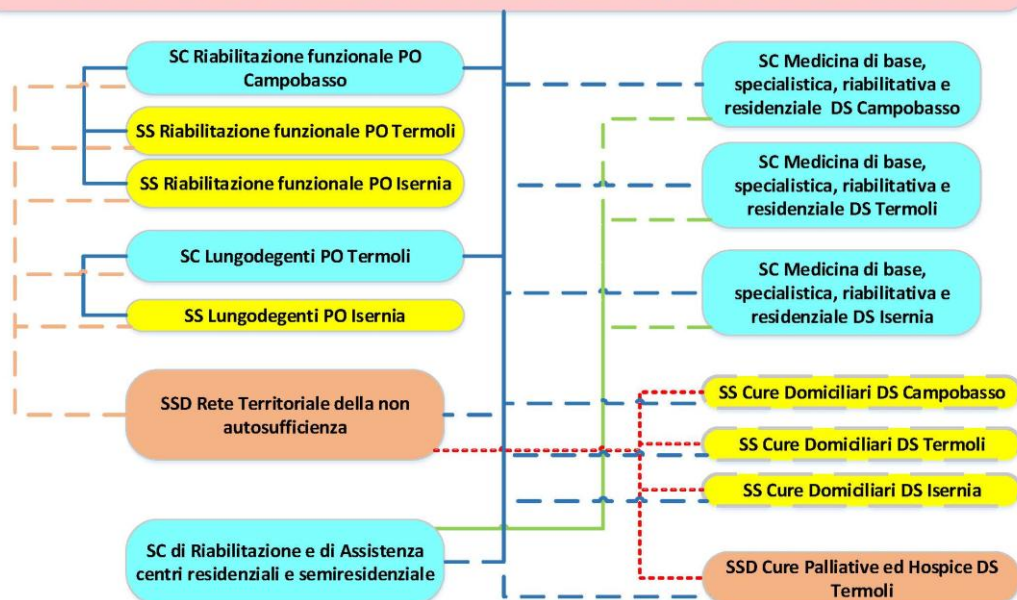 SC Riabilitazione funzionale PO
Campobasso
SS Riabilitazione funzionale PO Termoli
SS Riabilitazione funzionale PO Isernia
SC Lungodegenti PO Termoli
SS Lungodegenti PO Isernia
SSD Rete Territoriale della non
autosufficienza
SC di Riabilitazione e di Assistenza
centri residenziali e semiresidenziale
SC Medicina di base,
specialistica, riabilitativa e
residenziale DS Campobasso
SC Medicina di base,
specialistica, riabilitativa e
residenziale DS Termoli
SC Medicina di base,
specialistica, riabilitativa e
residenziale DS Isernia
SS Cure Domiciliari DS Campobasso
SS Cure Domiciliari DS Termoli
SS Cure Domiciliari DS Isernia
SSD Cure Palliative ed Hospice DS
Termoli